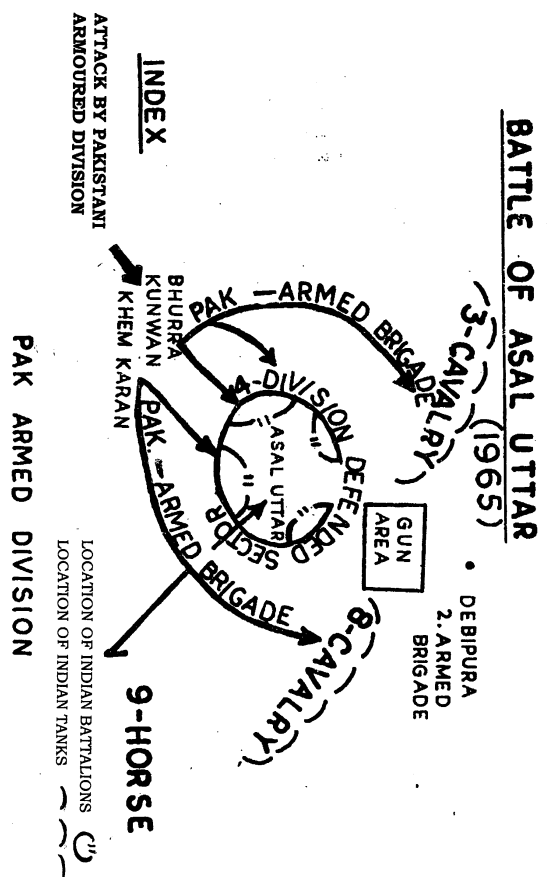 BATTLE OF ASAL UTTAR
(1965)
3-CAVALRY
DEBIPURA
2. ARMED
BRIGADE
GUN
AREA
PAK - ARMED BRIGADE
8-CAVALRY
4-DIVISION DEFENDED SECTOR
ASAL UTTAR
BHURRA
KUNWAN
KHEM KARAN
PAK. - ARMED BRIGADE
9-HORSE
INDEX
ATTACK BY PAKISTANI
ARMOURED DIVISION
LOCATION OF INDIAN BATTALIONS
LOCATION OF INDIAN TANKS
PAK ARMED DIVISION